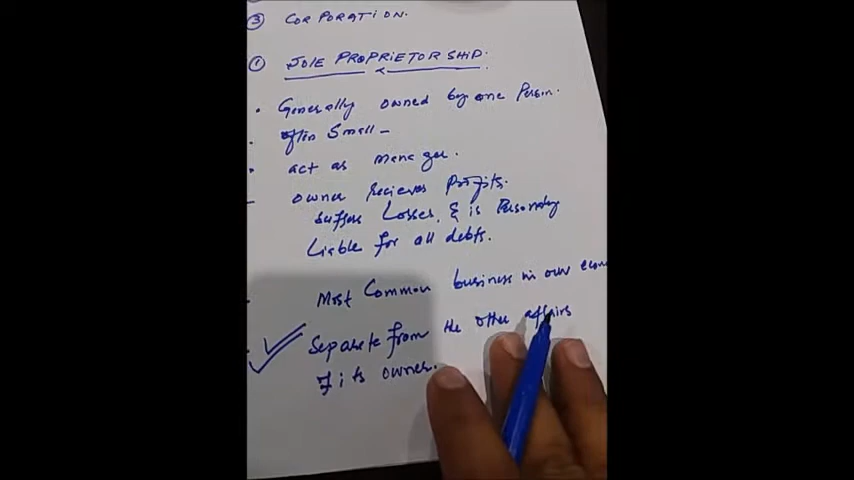 ③ CORPORATION.
① SOLE PROPRIETORSHIP.
• Generally owned by one Person.
• often Small -
• act as manager.
- owner Recieves Profits.
suffers Losses, & is Personaly
Liable for all debts.
• Most Common business in our econ
• Separate from the other affairs
of its owner.